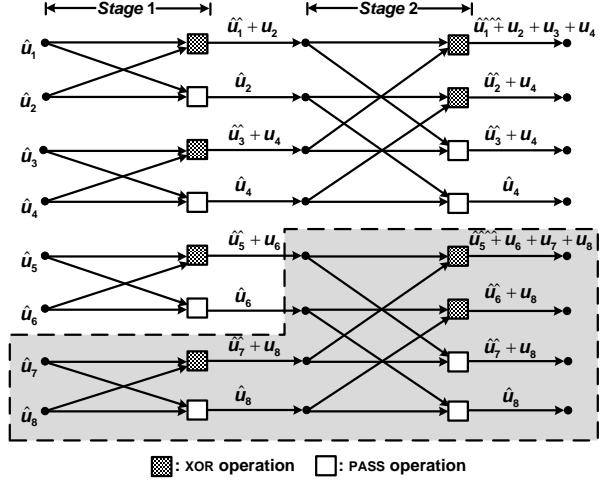 Stage 1 Stage 2
û1 û1 + u2 û1 + u2 + u3 + u4
û2 û2 û2 + u4
û3 û3 + u4 û3 + u4
û4 û4 û4
û5 û5 + u6 û5 + u6 + u7 + u8
û6 û6 û6 + u8
û7 û7 + u8 û7 + u8
û8 û8 û8
: XOR operation : PASS operation